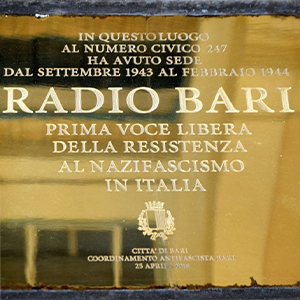 IN QUESTO LUOGO
AL NUMERO CIVICO 247
HA AVUTO SEDE
DAL SETTEMBRE 1943 AL FEBBRAIO 1944
RADIO BARI
PRIMA VOCE LIBERA
DELLA RESISTENZA
AL NAZIFASCISMO
IN ITALIA
CITTA' DI BARI
COORDINAMENTO ANTIFASCISTA BARI
25 APRILE